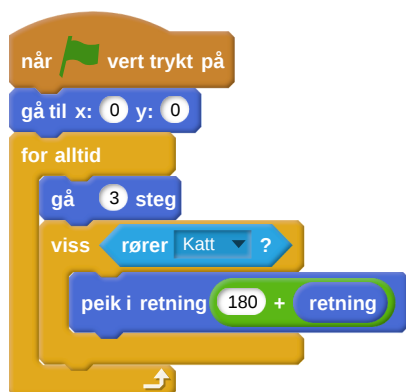 når vert trykt på
gå til x: 0 y: 0
for alltid
gå 3 steg
viss rører Katt ?
peik i retning 180 + retning